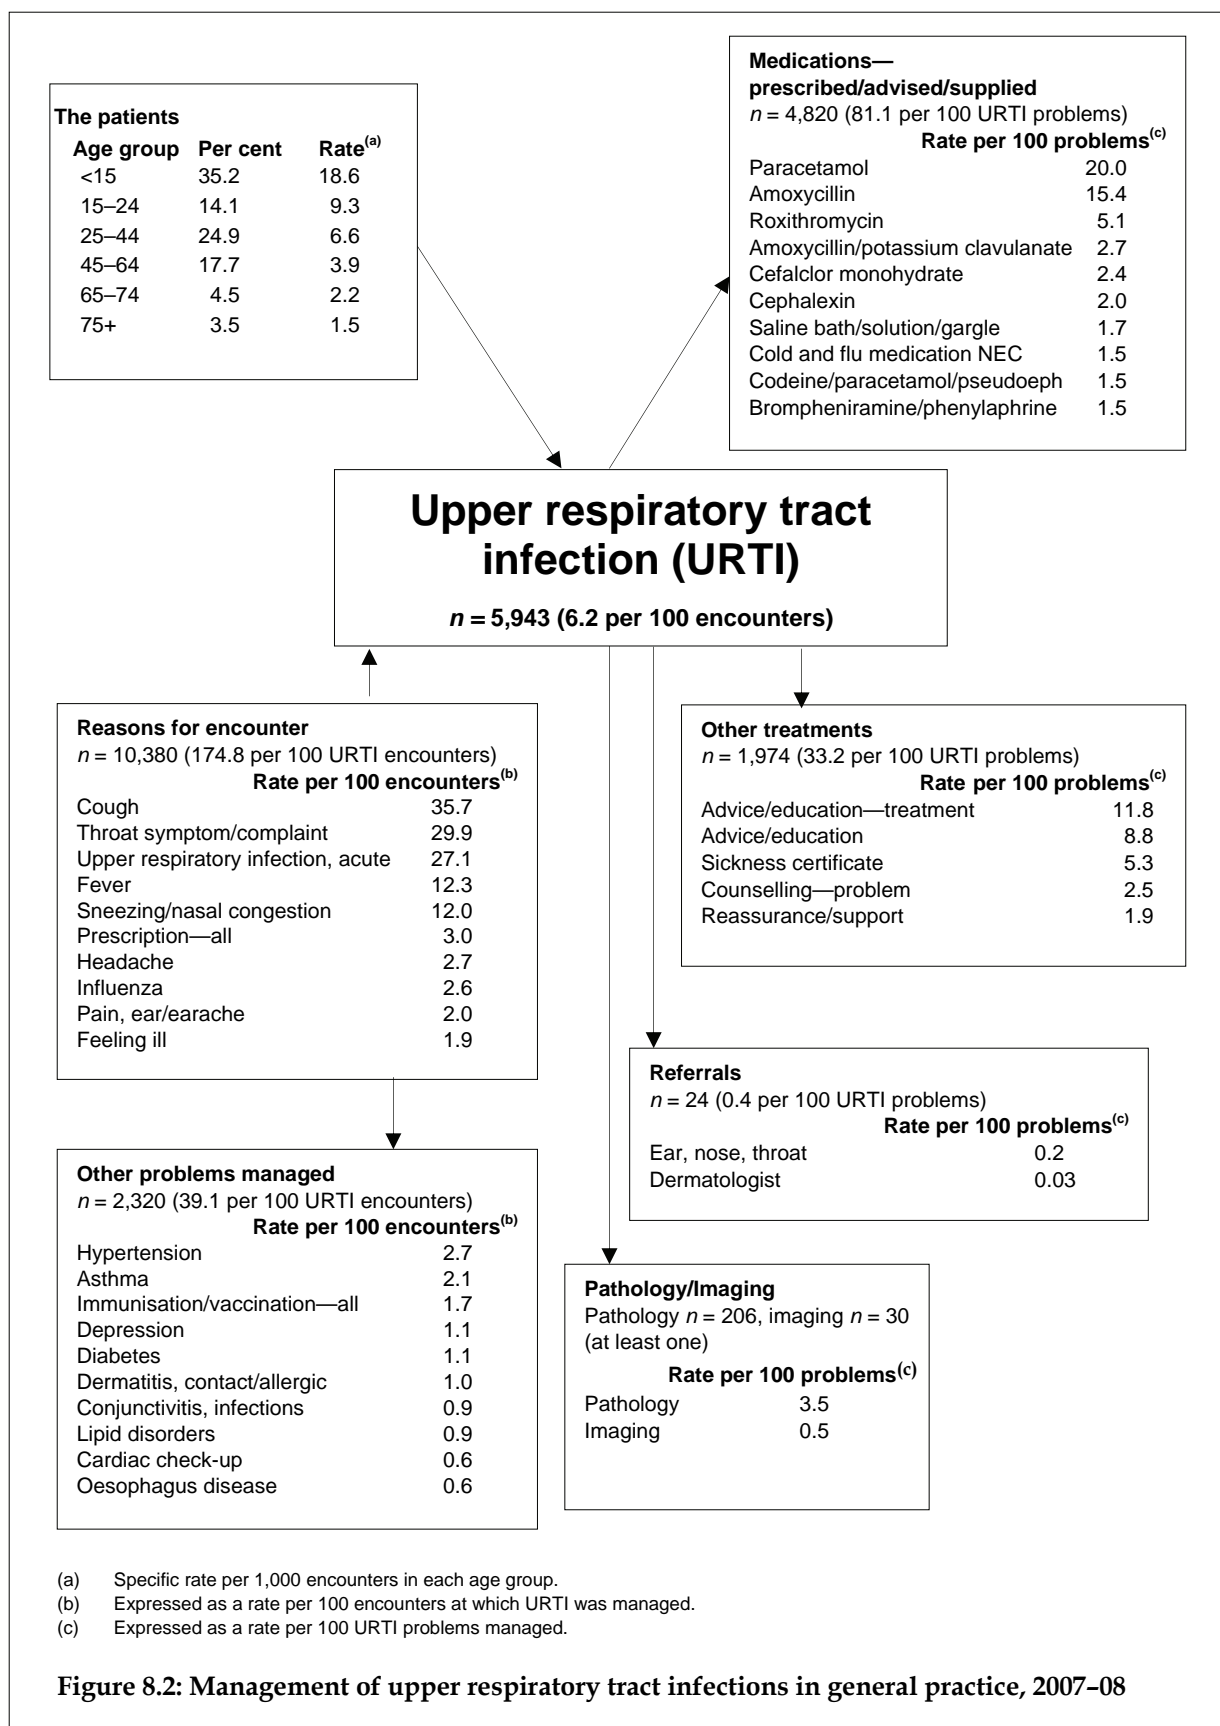 The patients
Age group Per cent Rate(a)
<15 35.2 18.6
15–24 14.1 9.3
25–44 24.9 6.6
45–64 17.7 3.9
65–74 4.5 2.2
75+ 3.5 1.5
Medications—
prescribed/advised/supplied
n = 4,820 (81.1 per 100 URTI problems)
Rate per 100 problems(c)
Paracetamol 20.0
Amoxycillin 15.4
Roxithromycin 5.1
Amoxycillin/potassium clavulanate 2.7
Cefalclor monohydrate 2.4
Cephalexin 2.0
Saline bath/solution/gargle 1.7
Cold and flu medication NEC 1.5
Codeine/paracetamol/pseudoeph 1.5
Brompheniramine/phenylaphrine 1.5
Upper respiratory tract
infection (URTI)
n = 5,943 (6.2 per 100 encounters)
Reasons for encounter
n = 10,380 (174.8 per 100 URTI encounters)
Rate per 100 encounters(b)
Cough 35.7
Throat symptom/complaint 29.9
Upper respiratory infection, acute 27.1
Fever 12.3
Sneezing/nasal congestion 12.0
Prescription—all 3.0
Headache 2.7
Influenza 2.6
Pain, ear/earache 2.0
Feeling ill 1.9
Other treatments
n = 1,974 (33.2 per 100 URTI problems)
Rate per 100 problems(c)
Advice/education—treatment 11.8
Advice/education 8.8
Sickness certificate 5.3
Counselling—problem 2.5
Reassurance/support 1.9
Referrals
n = 24 (0.4 per 100 URTI problems)
Rate per 100 problems(c)
Ear, nose, throat 0.2
Dermatologist 0.03
Other problems managed
n = 2,320 (39.1 per 100 URTI encounters)
Rate per 100 encounters(b)
Hypertension 2.7
Asthma 2.1
Immunisation/vaccination—all 1.7
Depression 1.1
Diabetes 1.1
Dermatitis, contact/allergic 1.0
Conjunctivitis, infections 0.9
Lipid disorders 0.9
Cardiac check-up 0.6
Oesophagus disease 0.6
Pathology/Imaging
Pathology n = 206, imaging n = 30
(at least one)
Rate per 100 problems(c)
Pathology 3.5
Imaging 0.5
(a) Specific rate per 1,000 encounters in each age group.
(b) Expressed as a rate per 100 encounters at which URTI was managed.
(c) Expressed as a rate per 100 URTI problems managed.
Figure 8.2: Management of upper respiratory tract infections in general practice, 2007–08